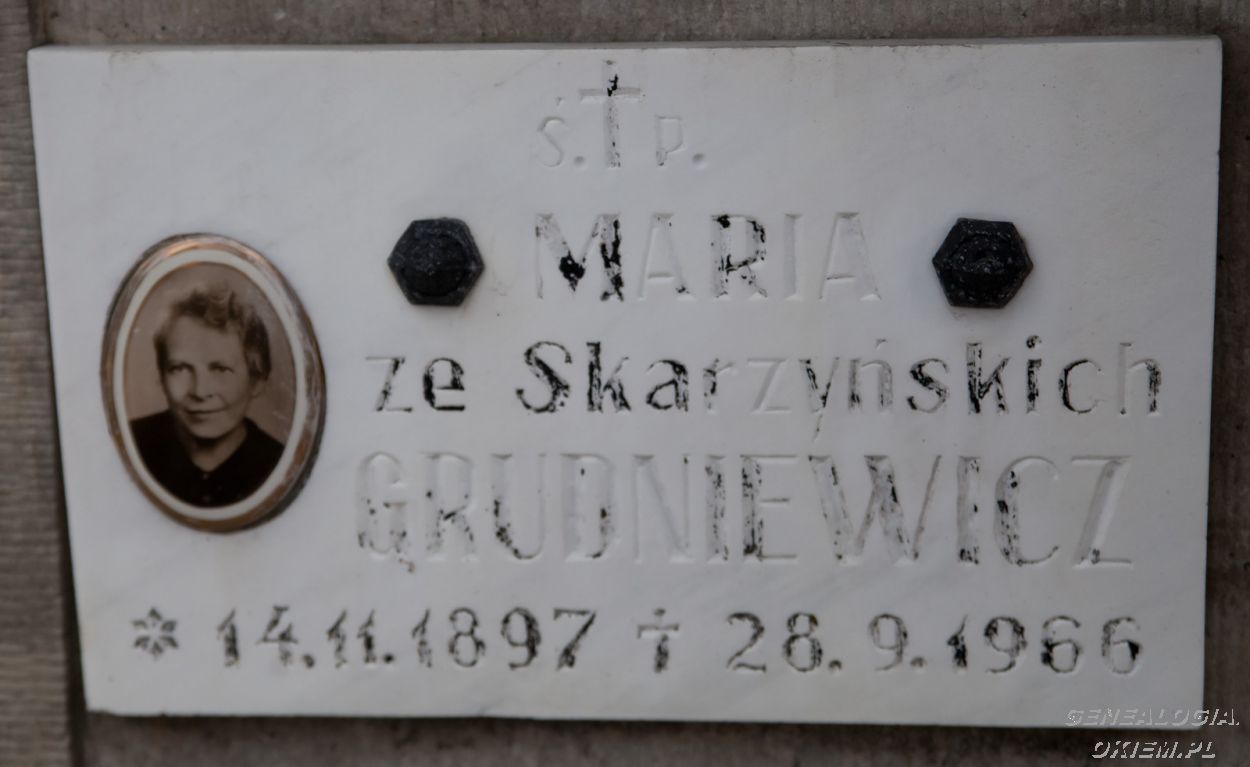 Ś. † P.
MARIA
ze Skarzyńskich
GRUDNIEWICZ
* 14.11.1897 † 28.9.1966
GENEALOGIA.
OKIEM.PL